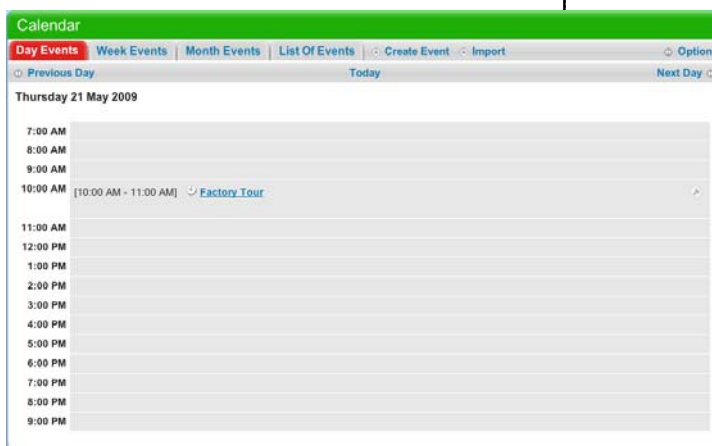 Calendar
Day Events Week Events Month Events List Of Events Create Event Import Option
Previous Day Today Next Day
Thursday 21 May 2009
7:00 AM
8:00 AM
9:00 AM
10:00 AM [10:00 AM - 11:00 AM] Factory Tour
11:00 AM
12:00 PM
1:00 PM
2:00 PM
3:00 PM
4:00 PM
5:00 PM
6:00 PM
7:00 PM
8:00 PM
9:00 PM